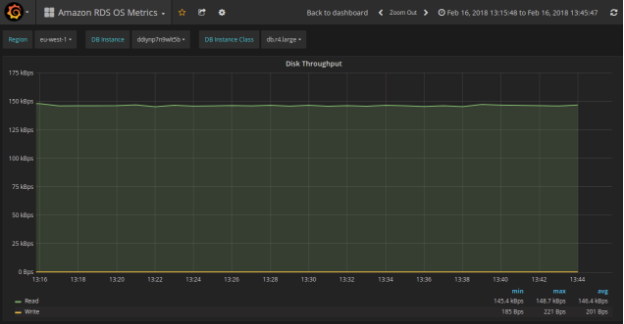 Amazon RDS OS Metrics Back to dashboard Zoom Out Feb 16, 2018 13:15:48 to Feb 16, 2018 13:45:47
Region eu-west-1 DB Instance ddlynp7n9wlt5b DB Instance Class db.r4.large
Disk Throughput
175 kBps
150 kBps
125 kBps
100 kBps
75 kBps
50 kBps
25 kBps
0 Bps
13:16 13:18 13:20 13:22 13:24 13:26 13:28 13:30 13:32 13:34 13:36 13:38 13:40 13:42 13:44
min max avg
Read 145.4 kBps 148.7 kBps 146.4 kBps
Write 185 Bps 221 Bps 201 Bps